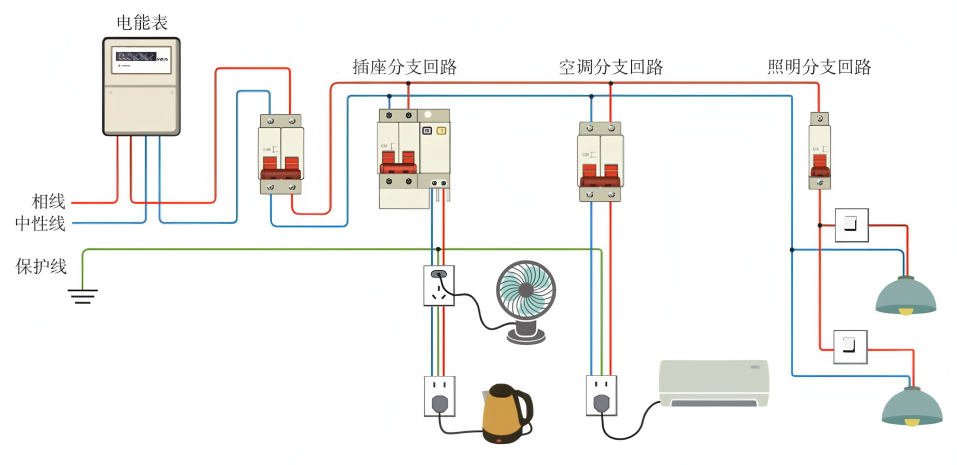 电能表
插座分支回路
空调分支回路
照明分支回路
相线
中性线
保护线